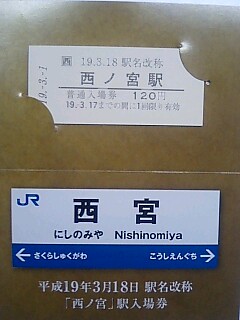 西 19.3.18 駅名改称
西ノ宮駅
普通入場券 120円
19.3.17までの間に1回限り有効
19.-3.-1
JR
西宮
にしのみや Nishinomiya
さくらしゅくがわ こうしえんぐち
平成19年3月18日 駅名改称
「西ノ宮」駅入場券